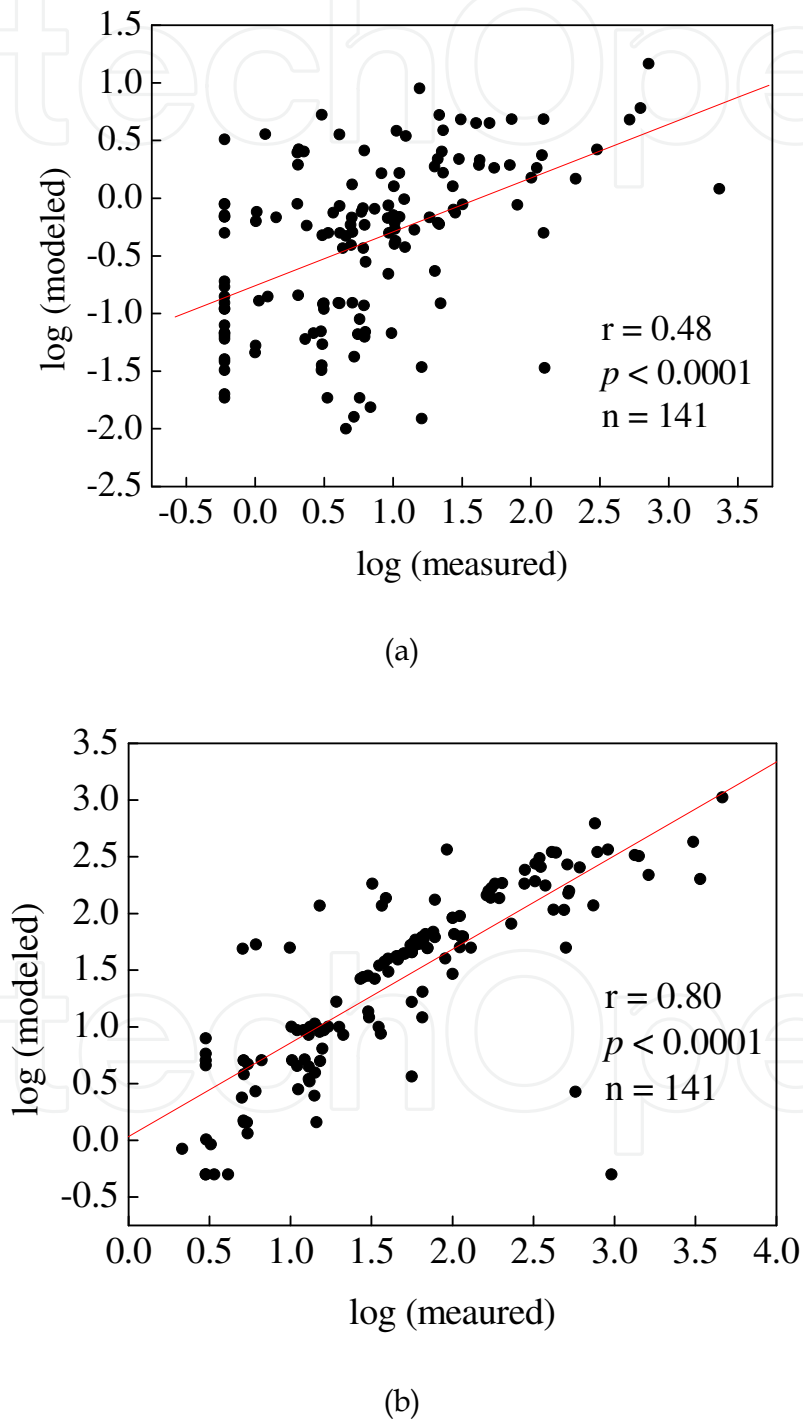 techOpe
1.5
1.0
0.5
0.0
-0.5
-1.0
-1.5
-2.0
-2.5
log (modeled)
r = 0.48
p < 0.0001
n = 141
-0.5 0.0 0.5 1.0 1.5 2.0 2.5 3.0 3.5
log (measured)
(a)
3.5
3.0
2.5
2.0
1.5
1.0
0.5
0.0
-0.5
log (modeled)
techOpe
r = 0.80
p < 0.0001
n = 141
0.0 0.5 1.0 1.5 2.0 2.5 3.0 3.5 4.0
log (meaured)
(b)